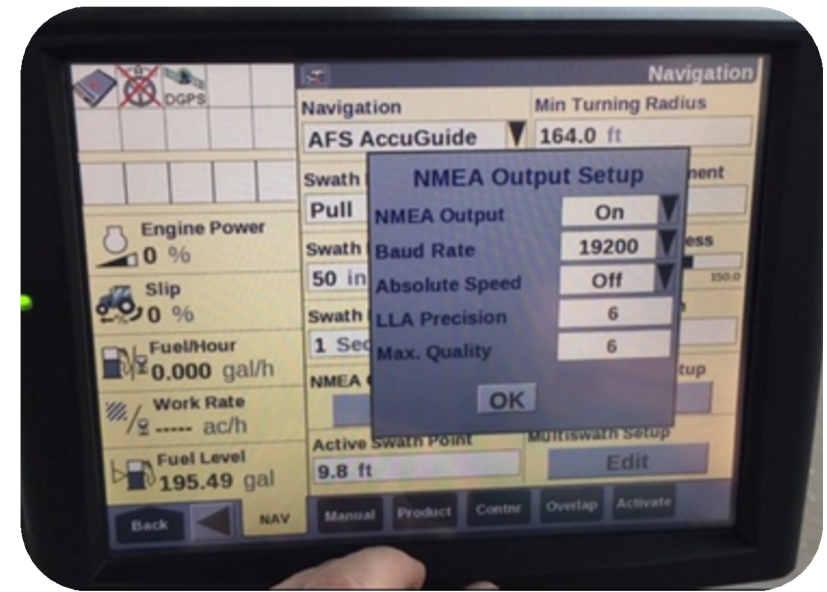 DGPS
Navigation
Navigation
AFS AccuGuide
Min Turning Radius
164.0 ft
Swath
Pull
Swath
50 in
Swath
1 Sec
NMEA
NMEA Output Setup
NMEA Output
On
Baud Rate
19200
Absolute Speed
Off
LLA Precision
6
Max. Quality
6
OK
ment
ess
150.0
tup
Engine Power
0 %
Slip
0 %
Fuel/Hour
0.000 gal/h
Work Rate
----- ac/h
Fuel Level
195.49 gal
Active Swath Point
9.8 ft
Multiswath Setup
Edit
Back
NAV
Manual
Product
Contnr
Overlap
Activate